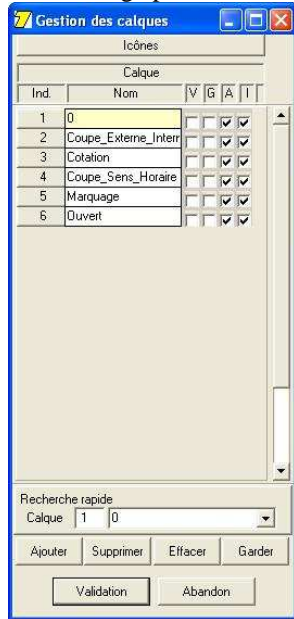 Gestion des calques
Icônes
Calque
Ind. Nom V G A I
1 0
2 Coupe_Externe_Interr
3 Cotation
4 Coupe_Sens_Horaire
5 Marquage
6 Ouvert
Recherche rapide
Calque 1 0
Ajouter Supprimer Effacer Garder
Validation Abandon